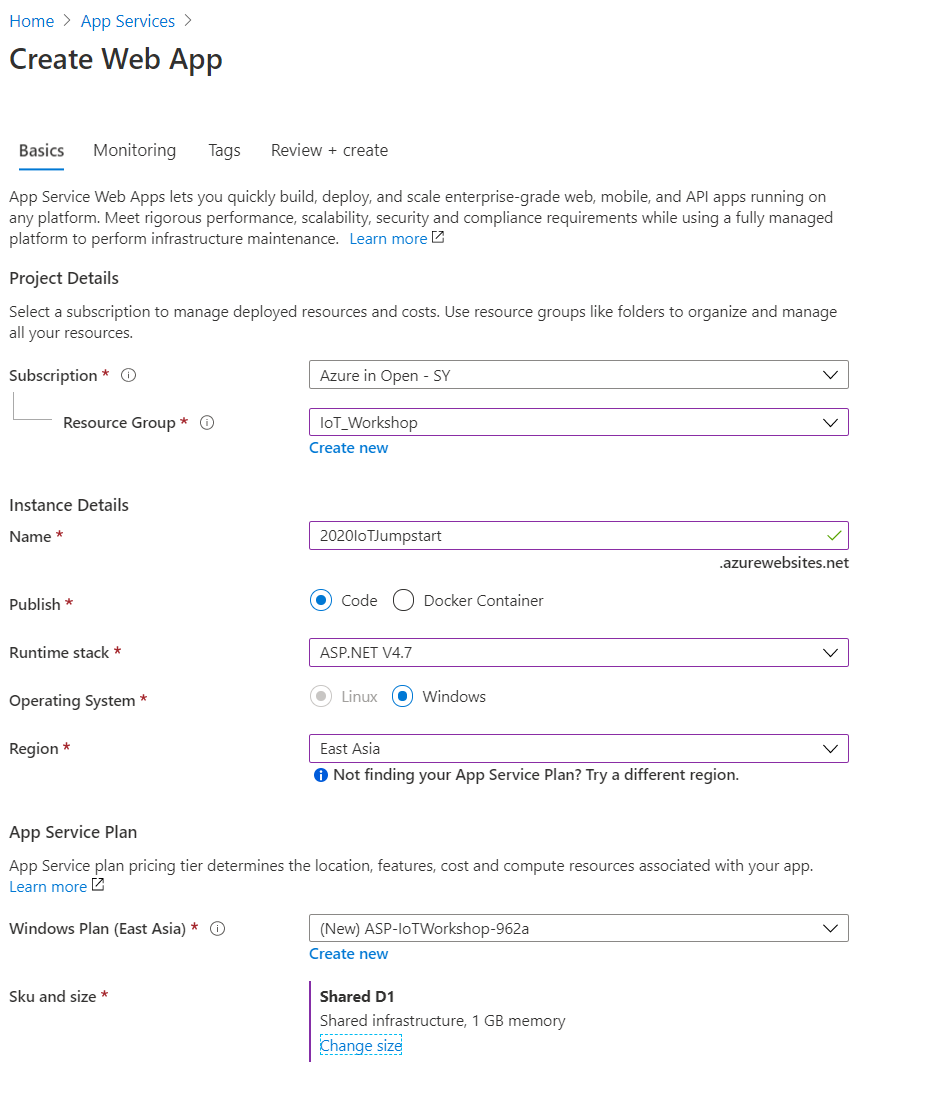 Home > App Services >
Create Web App
Basics Monitoring Tags Review + create
App Service Web Apps lets you quickly build, deploy, and scale enterprise-grade web, mobile, and API apps running on
any platform. Meet rigorous performance, scalability, security and compliance requirements while using a fully managed
platform to perform infrastructure maintenance. Learn more
Project Details
Select a subscription to manage deployed resources and costs. Use resource groups like folders to organize and manage
all your resources.
Subscription * Azure in Open - SY
Resource Group * IoT_Workshop
Create new
Instance Details
Name * 2020IoTJumpstart
.azurewebsites.net
Publish * Code Docker Container
Runtime stack * ASP.NET V4.7
Operating System * Linux Windows
Region * East Asia
Not finding your App Service Plan? Try a different region.
App Service Plan
App Service plan pricing tier determines the location, features, cost and compute resources associated with your app.
Learn more
Windows Plan (East Asia) * (New) ASP-IoTWorkshop-962a
Create new
Sku and size * Shared D1
Shared infrastructure, 1 GB memory
Change size